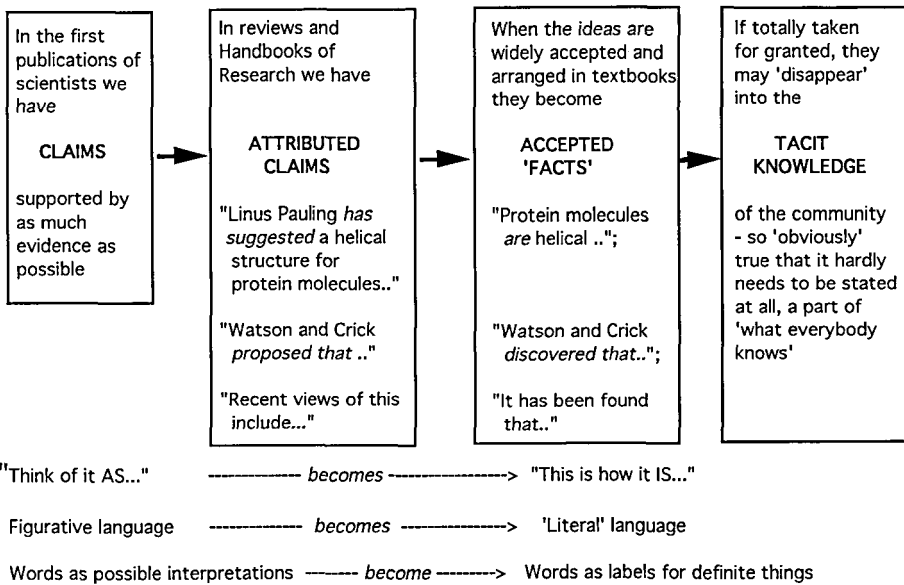 In the first
publications of
scientists we
have
CLAIMS
supported by
as much
evidence as
possible
In reviews and
Handbooks of
Research we have
ATTRIBUTED
CLAIMS
"Linus Pauling has
suggested a helical
structure for
protein molecules.."
"Watson and Crick
proposed that .."
"Recent views of this
include..."
When the ideas are
widely accepted and
arranged in textbooks
they become
ACCEPTED
'FACTS'
"Protein molecules
are helical ..";
"Watson and Crick
discovered that..";
"It has been found
that.."
If totally taken
for granted, they
may 'disappear'
into the
TACIT
KNOWLEDGE
of the community
- so 'obviously'
true that it hardly
needs to be stated
at all, a part of
'what everybody
knows'
"Think of it AS..." ----------- becomes --------------> "This is how it IS..."
Figurative language ------------- becomes --------------> 'Literal' language
Words as possible interpretations ------- become ----------> Words as labels for definite things